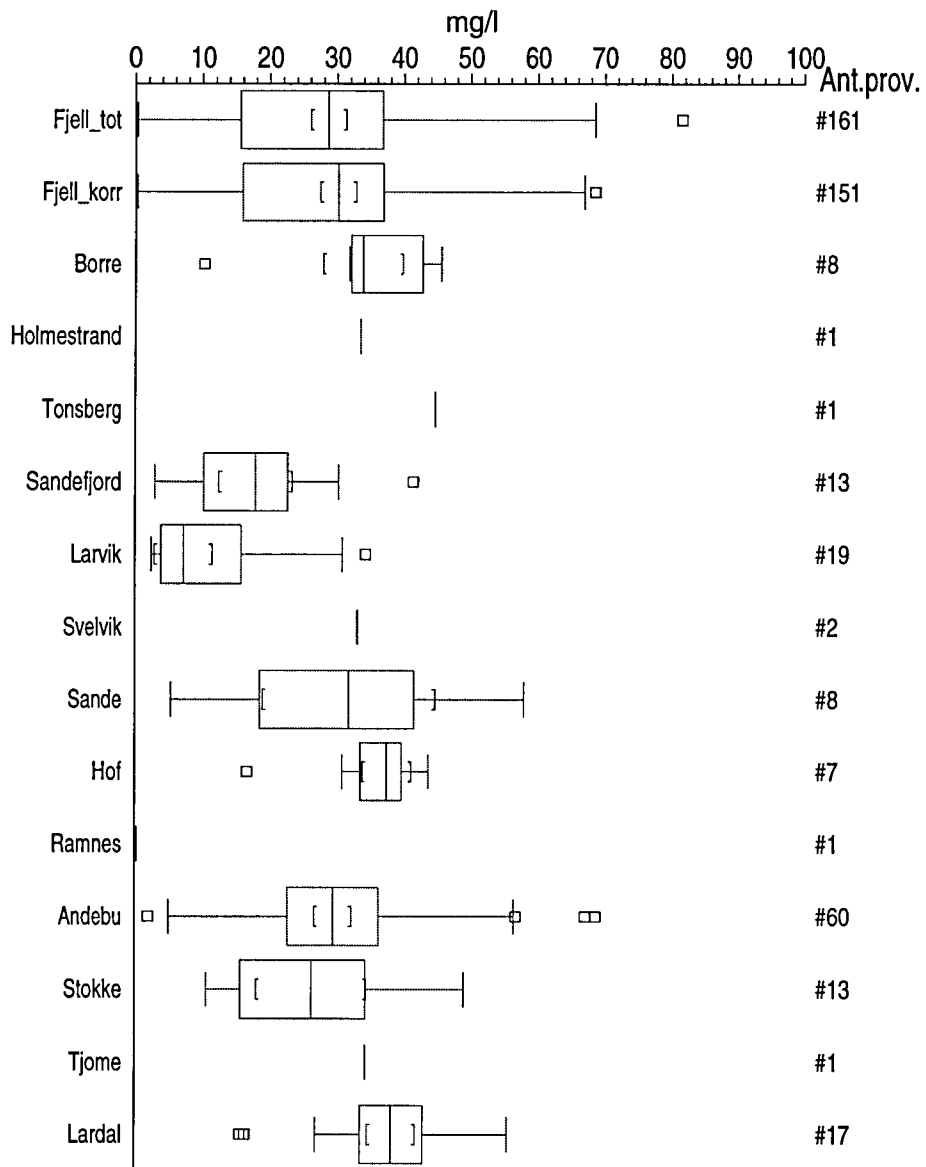 mg/l
0 10 20 30 40 50 60 70 80 90 100
Ant.prov.
Fjell_tot #161
Fjell_korr #151
Borre #8
Holmestrand #1
Tonsberg #1
Sandefjord #13
Larvik #19
Svelvik #2
Sande #8
Hof #7
Ramnes #1
Andebu #60
Stokke #13
Tjome #1
Lardal #17